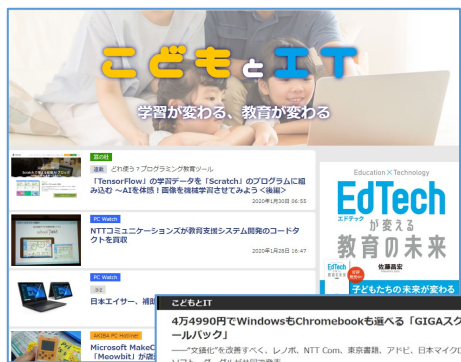 こどもとIT
学習が変わる、教育が変わる
窓の杜
連載 どれ使う?プログラミング教育ツール
「TensorFlow」の学習データを「Scratch」のプログラムに組
み込む ～AIを体感!画像を機械学習させてみよう<後編>
2020年1月30日 06:55
PC Watch
NTTコミュニケーションズが教育支援システム開発のコードタ
クトを買収
2020年1月28日 16:47
PC Watch
日本エイサー、補助
AKIBA PC Hotline!
Microsoft MakeC
「Meowbit」が店
Education×Technology
EdTech
エドテック
が変える
教育の未来
EdTech
佐藤昌宏
子どもたちの未来が変わる
こどもとIT
4万4990円でWindowsもChromebookも選べる「GIGAスク
ールパック」
──"文鎮化"を改善すべく、レノボ、NTT Com、東京書籍、アドビ、日本マイクロ